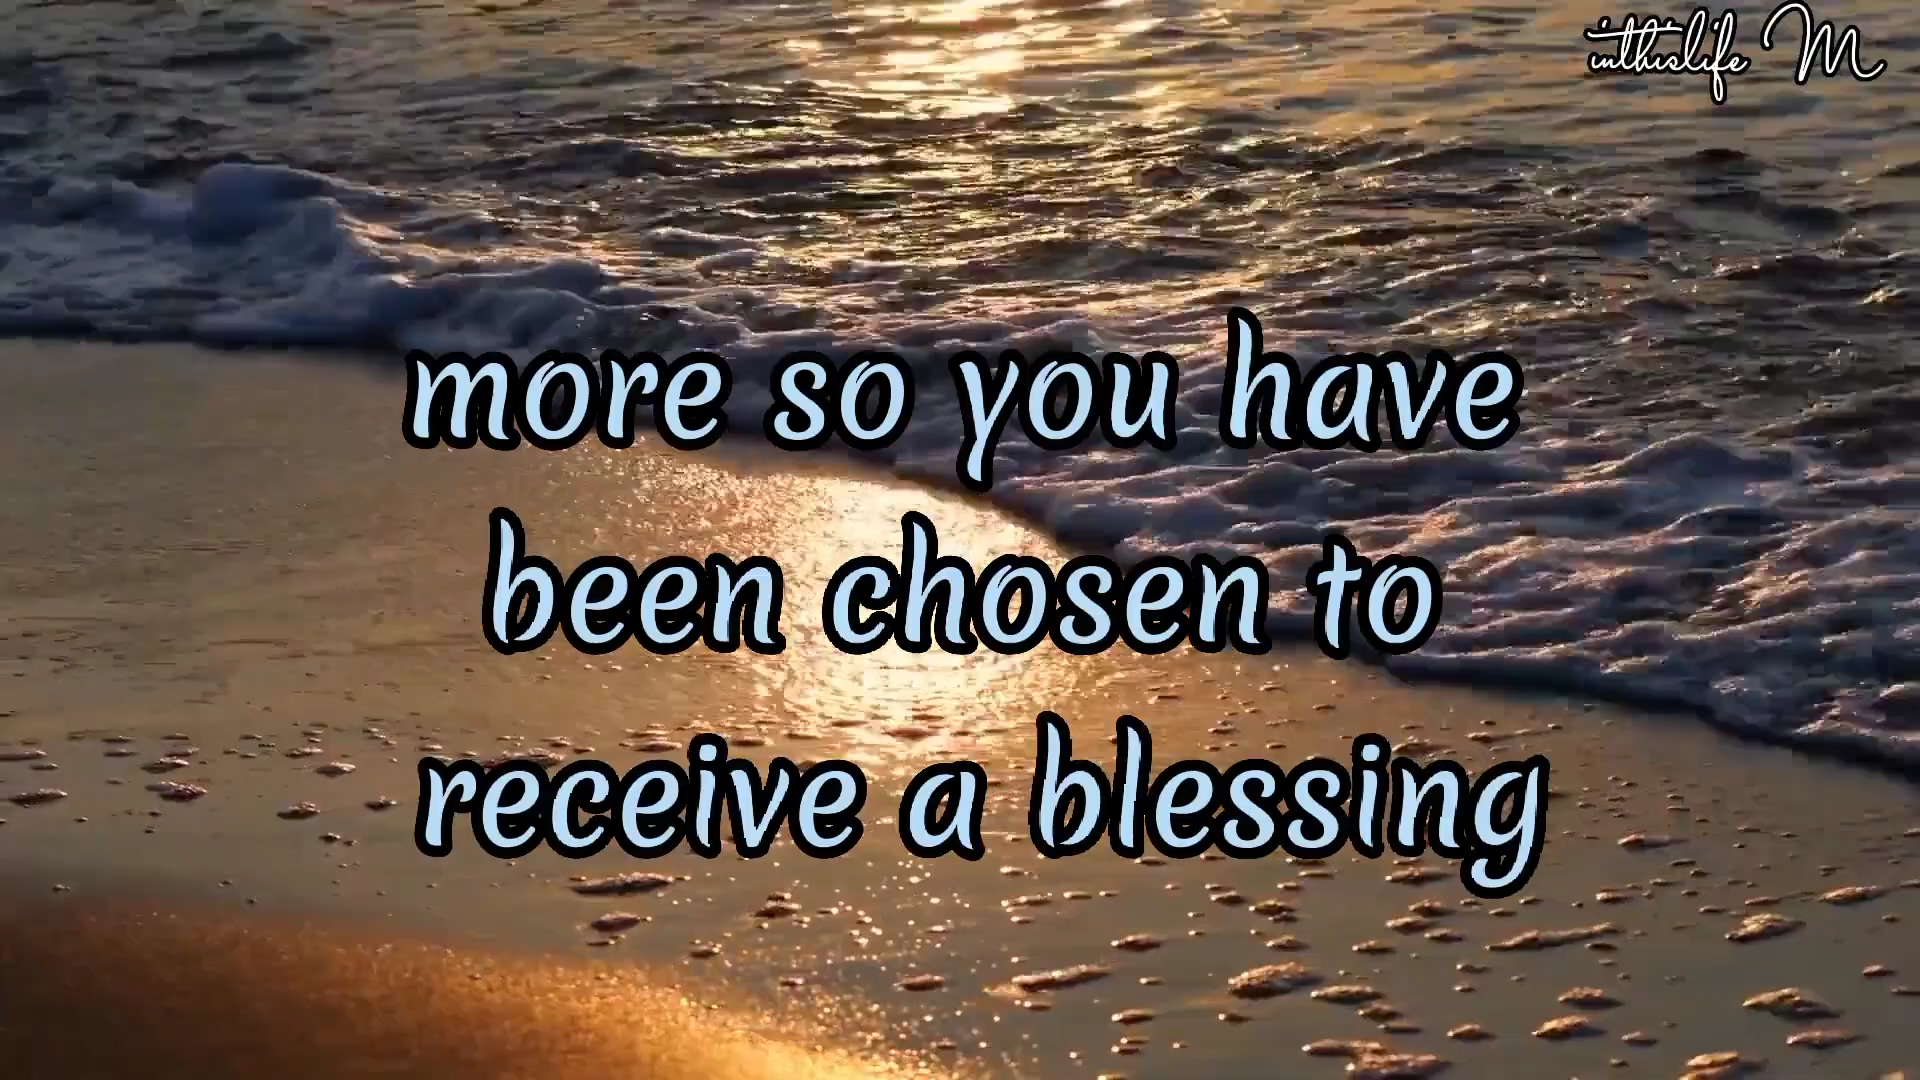 inthislife M
more so you have
been chosen to
receive a blessing